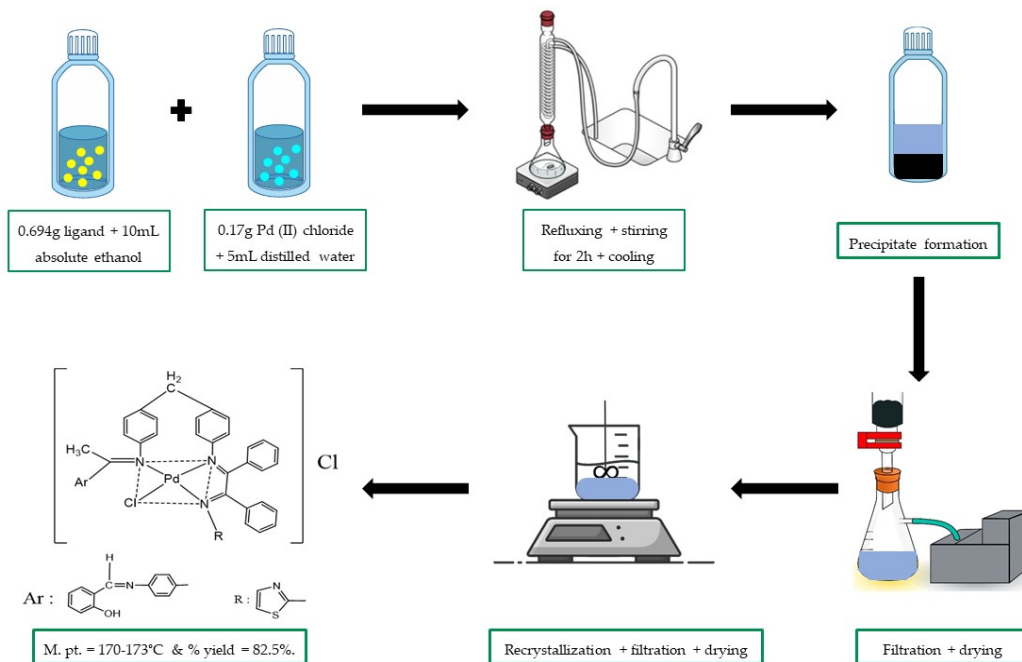 0.694g ligand + 10mL
absolute ethanol
0.17g Pd (II) chloride
+ 5mL distilled water
Refluxing + stirring
for 2h + cooling
Precipitate formation
H2
C
H3C
N
N
Ar
Pd
Cl
N
R
Cl
Ar :
H
C=N
OH
R :
N
S
M. pt. = 170-173°C & % yield = 82.5%.
Recrystallization + filtration + drying
Filtration + drying